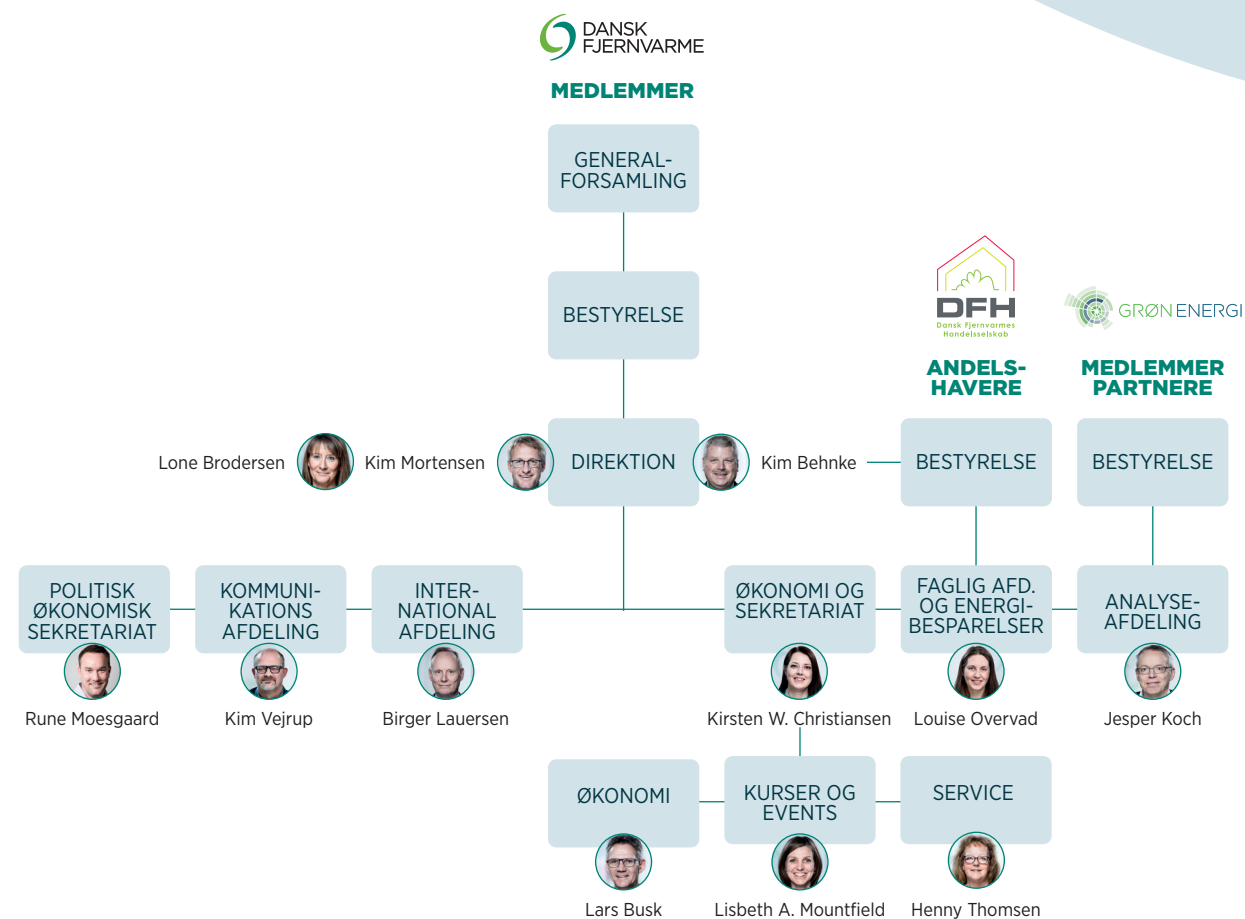 DANSK
FJERNVARME
MEDLEMMER
GENERAL-
FORSAMLING
BESTYRELSE
DFH
Dansk Fjernvarmes
Handelsselskab
GRØN ENERGI
ANDELS-
HAVERE
MEDLEMMER
PARTNERE
Lone Brodersen
Kim Mortensen
DIREKTION
Kim Behnke
BESTYRELSE
BESTYRELSE
POLITISK
ØKONOMISK
SEKRETARIAT
KOMMUNI-
KATIONS
AFDELING
INTER-
NATIONAL
AFDELING
ØKONOMI OG
SEKRETARIAT
FAGLIG AFD.
OG ENERGI-
BESPARELSER
ANALYSE-
AFDELING
Rune Moesgaard
Kim Vejrup
Birger Lauersen
Kirsten W. Christiansen
Louise Overvad
Jesper Koch
ØKONOMI
KURSER OG
EVENTS
SERVICE
Lars Busk
Lisbeth A. Mountfield
Henny Thomsen